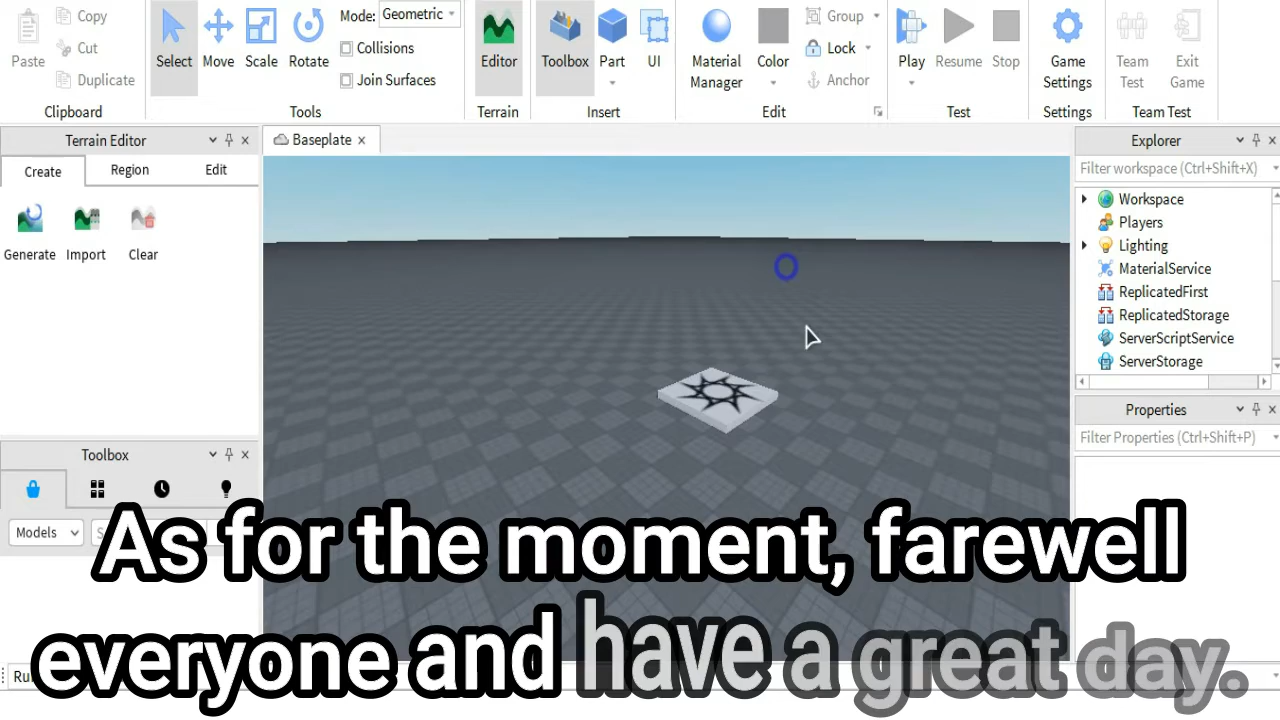 Paste
Copy
Cut
Duplicate
Clipboard
Select
Move
Scale
Rotate
Mode: Geometric
Collisions
Join Surfaces
Tools
Editor
Terrain
Toolbox
Part
UI
Insert
Material Manager
Color
Group
Lock
Anchor
Edit
Play
Resume
Stop
Test
Game Settings
Settings
Team Test
Exit Game
Team Test
Terrain Editor
Create
Region
Edit
Generate
Import
Clear
Toolbox
Models
Baseplate
Explorer
Filter workspace (Ctrl+Shift+X)
Workspace
Players
Lighting
MaterialService
ReplicatedFirst
ReplicatedStorage
ServerScriptService
ServerStorage
Properties
Filter Properties (Ctrl+Shift+P)
As for the moment, farewell
everyone and have a great day.